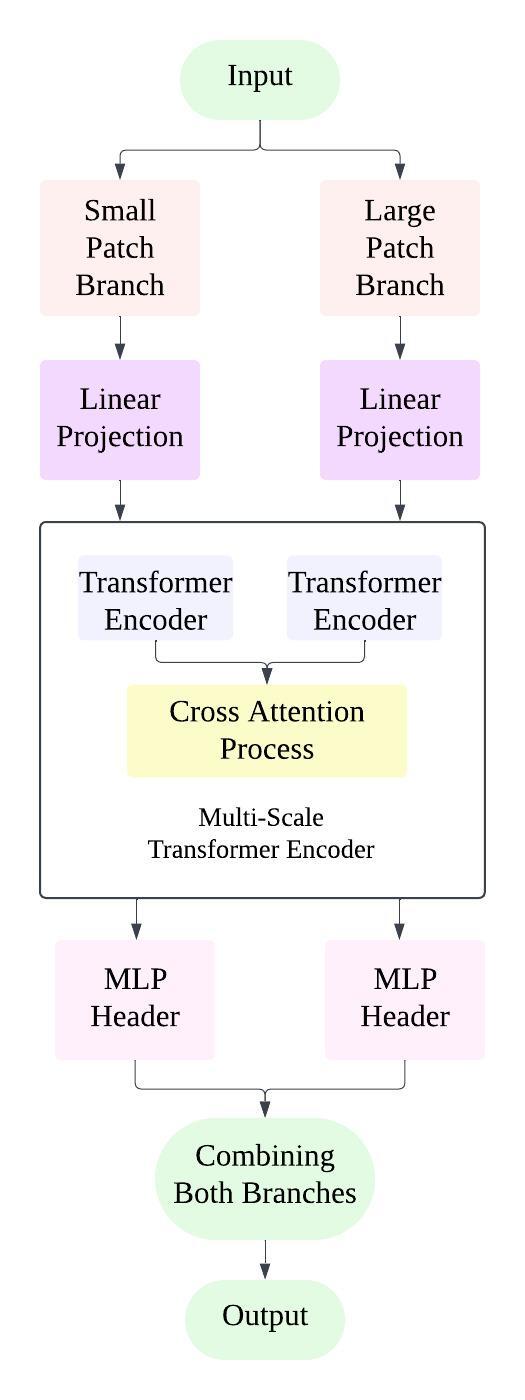 Input
Small
Patch
Branch
Large
Patch
Branch
Linear
Projection
Linear
Projection
Transformer
Encoder
Transformer
Encoder
Cross Attention
Process
Multi-Scale
Transformer Encoder
MLP
Header
MLP
Header
Combining
Both Branches
Output